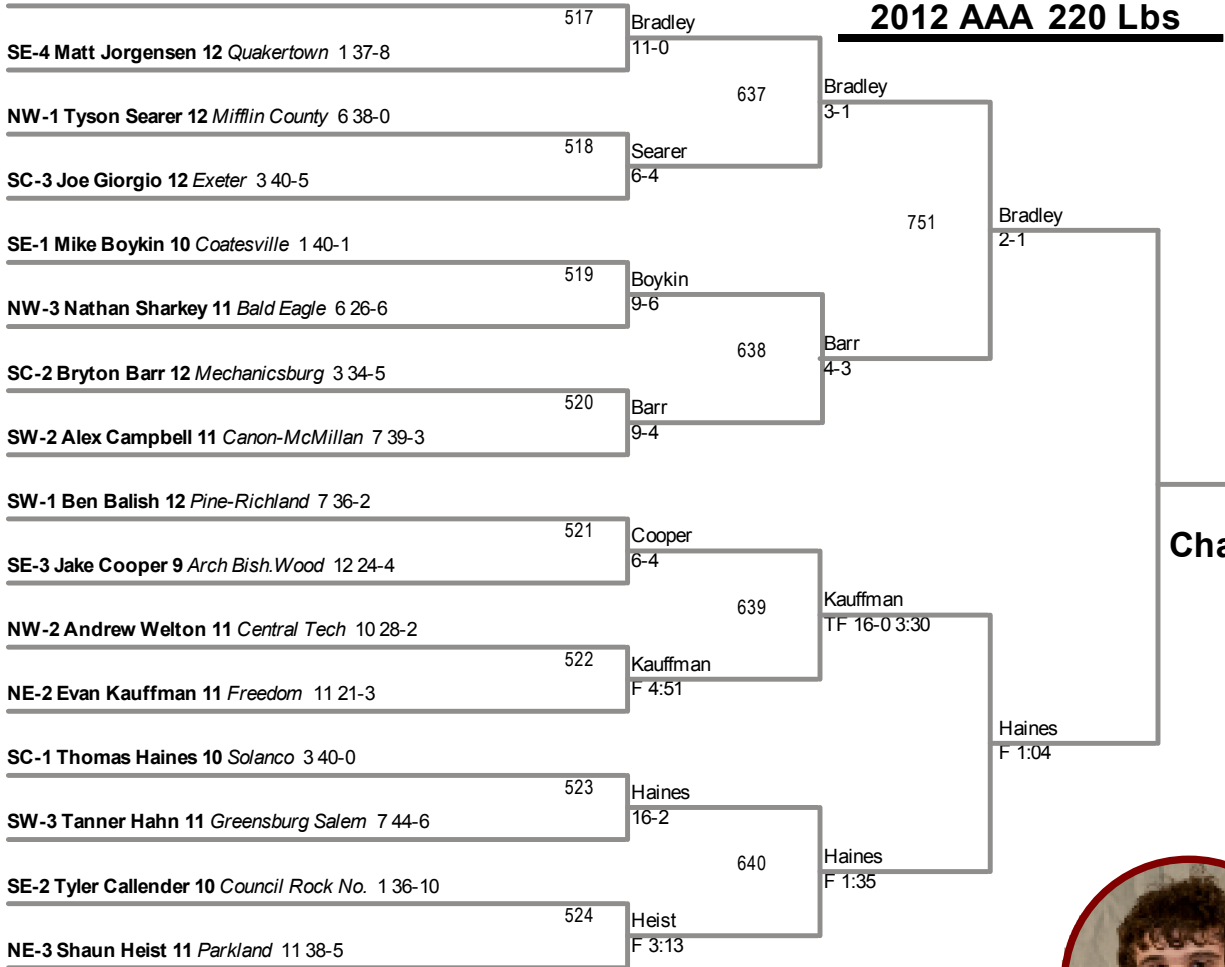 2012 AAA 220 Lbs
517
Bradley
11-0
SE-4 Matt Jorgensen 12 Quakertown 1 37-8
637
Bradley
3-1
NW-1 Tyson Searer 12 Mifflin County 6 38-0
518
Searer
6-4
SC-3 Joe Giorgio 12 Exeter 3 40-5
751
Bradley
2-1
SE-1 Mike Boykin 10 Coatesville 1 40-1
519
Boykin
9-6
NW-3 Nathan Sharkey 11 Bald Eagle 6 26-6
638
Barr
4-3
SC-2 Bryton Barr 12 Mechanicsburg 3 34-5
520
Barr
9-4
SW-2 Alex Campbell 11 Canon-McMillan 7 39-3
SW-1 Ben Balish 12 Pine-Richland 7 36-2
521
Cooper
6-4
Cha
SE-3 Jake Cooper 9 Arch Bish.Wood 12 24-4
639
Kauffman
TF 16-0 3:30
NW-2 Andrew Welton 11 Central Tech 10 28-2
522
Kauffman
F 4:51
NE-2 Evan Kauffman 11 Freedom 11 21-3
Haines
F 1:04
SC-1 Thomas Haines 10 Solanco 3 40-0
523
Haines
16-2
SW-3 Tanner Hahn 11 Greensburg Salem 7 44-6
640
Haines
F 1:35
SE-2 Tyler Callender 10 Council Rock No. 1 36-10
524
Heist
F 3:13
NE-3 Shaun Heist 11 Parkland 11 38-5